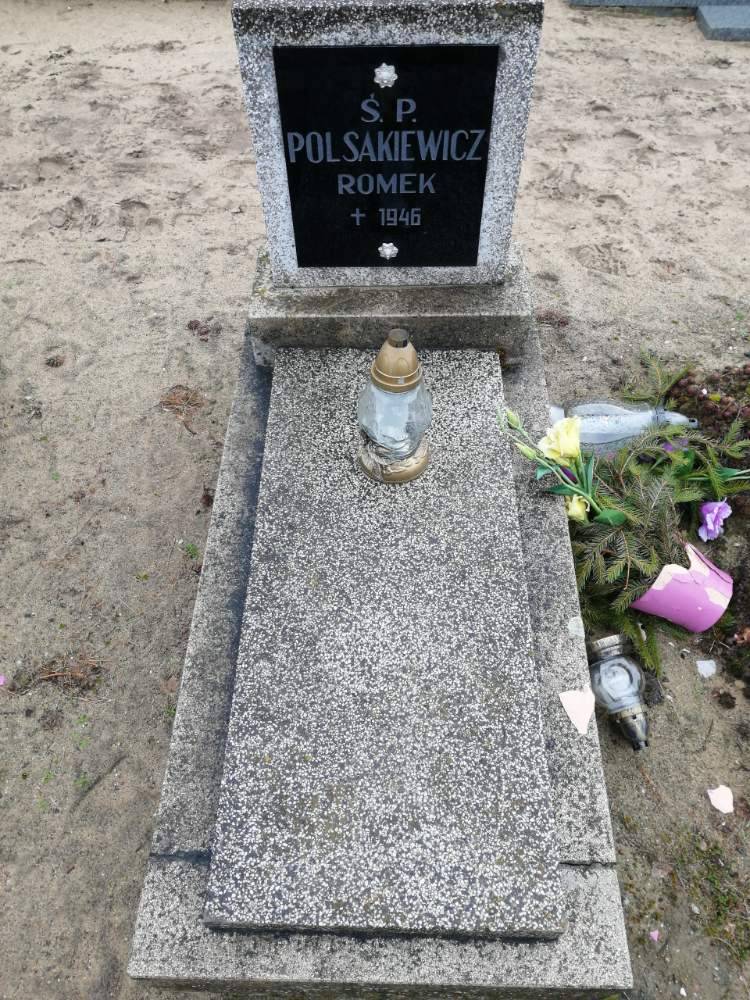 Ś. P.
POLSAKIEWICZ
ROMEK
+ 1946